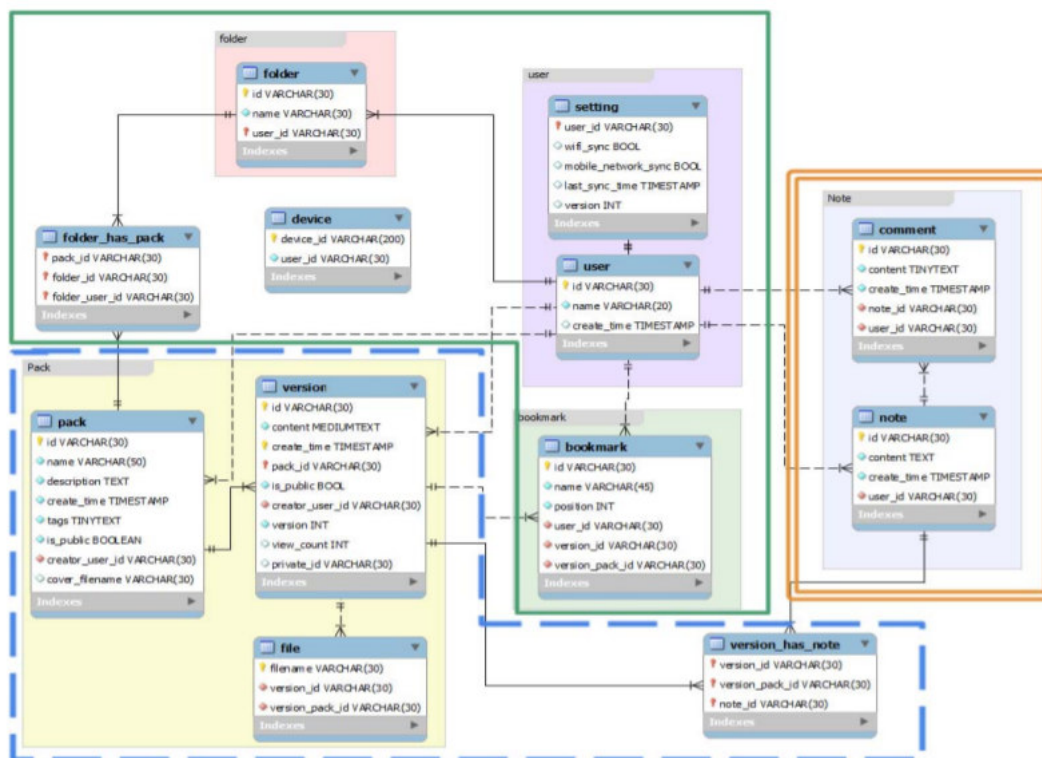 folder
folder
id VARCHAR(30)
name VARCHAR(30)
user_id VARCHAR(30)
Indexes
device
device_id VARCHAR(200)
user_id VARCHAR(30)
folder_has_pack
pack_id VARCHAR(30)
folder_id VARCHAR(30)
folder_user_id VARCHAR(30)
Indexes
user
setting
user_id VARCHAR(30)
wifi_sync BOOL
mobile_network_sync BOOL
last_sync_time TIMESTAMP
version INT
Indexes
user
id VARCHAR(30)
name VARCHAR(20)
create_time TIMESTAMP
Indexes
Note
comment
id VARCHAR(30)
content TINYTEXT
create_time TIMESTAMP
note_id VARCHAR(30)
user_id VARCHAR(30)
Indexes
note
id VARCHAR(30)
content TEXT
create_time TIMESTAMP
user_id VARCHAR(30)
Indexes
Pack
pack
id VARCHAR(30)
name VARCHAR(50)
description TEXT
create_time TIMESTAMP
tags TINYTEXT
is_public BOOLEAN
creator_user_id VARCHAR(30)
cover_filename VARCHAR(30)
Indexes
version
id VARCHAR(30)
content MEDIUMTEXT
create_time TIMESTAMP
pack_id VARCHAR(30)
is_public BOOL
creator_user_id VARCHAR(30)
version INT
view_count INT
private_id VARCHAR(30)
Indexes
bookmark
bookmark
id VARCHAR(30)
name VARCHAR(45)
position INT
user_id VARCHAR(30)
version_id VARCHAR(30)
version_pack_id VARCHAR(30)
Indexes
file
filename VARCHAR(30)
version_id VARCHAR(30)
version_pack_id VARCHAR(30)
Indexes
version_has_note
version_id VARCHAR(30)
version_pack_id VARCHAR(30)
note_id VARCHAR(30)
Indexes